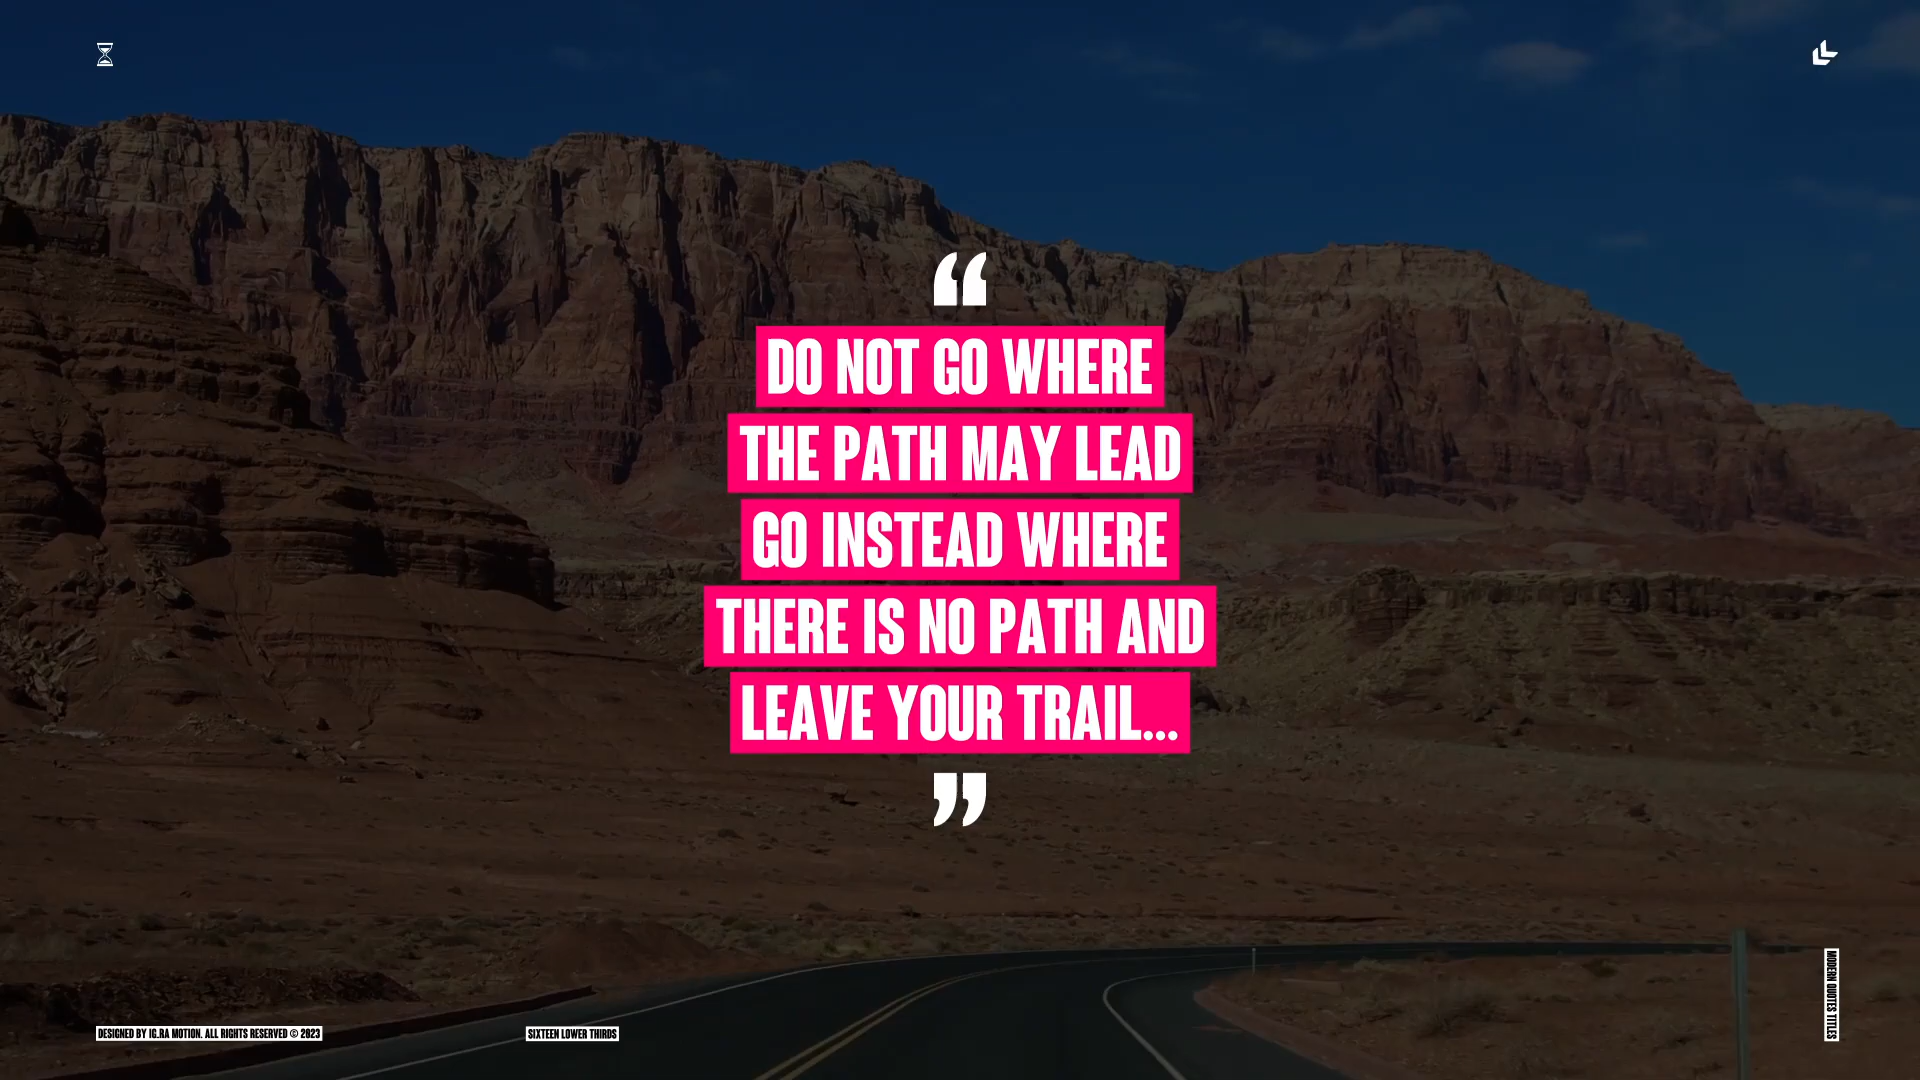 “
DO NOT GO WHERE
THE PATH MAY LEAD
GO INSTEAD WHERE
THERE IS NO PATH AND
LEAVE YOUR TRAIL...
”
DESIGNED BY IG.RA MOTION. ALL RIGHTS RESERVED © 2023
SIXTEEN LOWER THIRDS
MODERN QUOTES TITLES